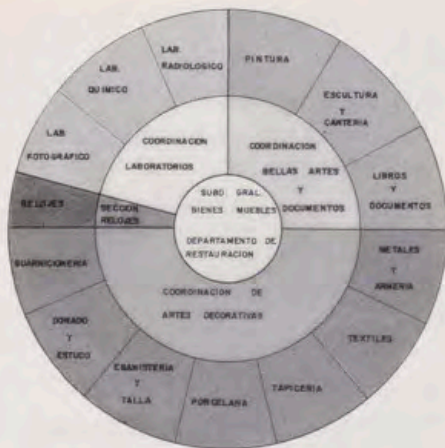 LAB.
RADIOLOGICO
PINTURA
LAB.
QUIMICO
ESCULTURA
Y
CANTERIA
LAB.
FOTOGRÁFICO
COORDINACION
LABORATORIOS
COORDINACION
BELLAS ARTES
Y
DOCUMENTOS
LIBROS
Y
DOCUMENTOS
RELOJES
SECCION
RELOJES
SUBD. GRAL.
BIENES MUEBLES
DEPARTAMENTO DE
RESTAURACION
GUARNICIONERIA
METALES
Y
ARMERIA
COORDINACION DE
ARTES DECORATIVAS
DORADO
Y
ESTUCO
TEXTILES
EBANISTERIA
Y
TALLA
PORCELANA
TAPICERIA